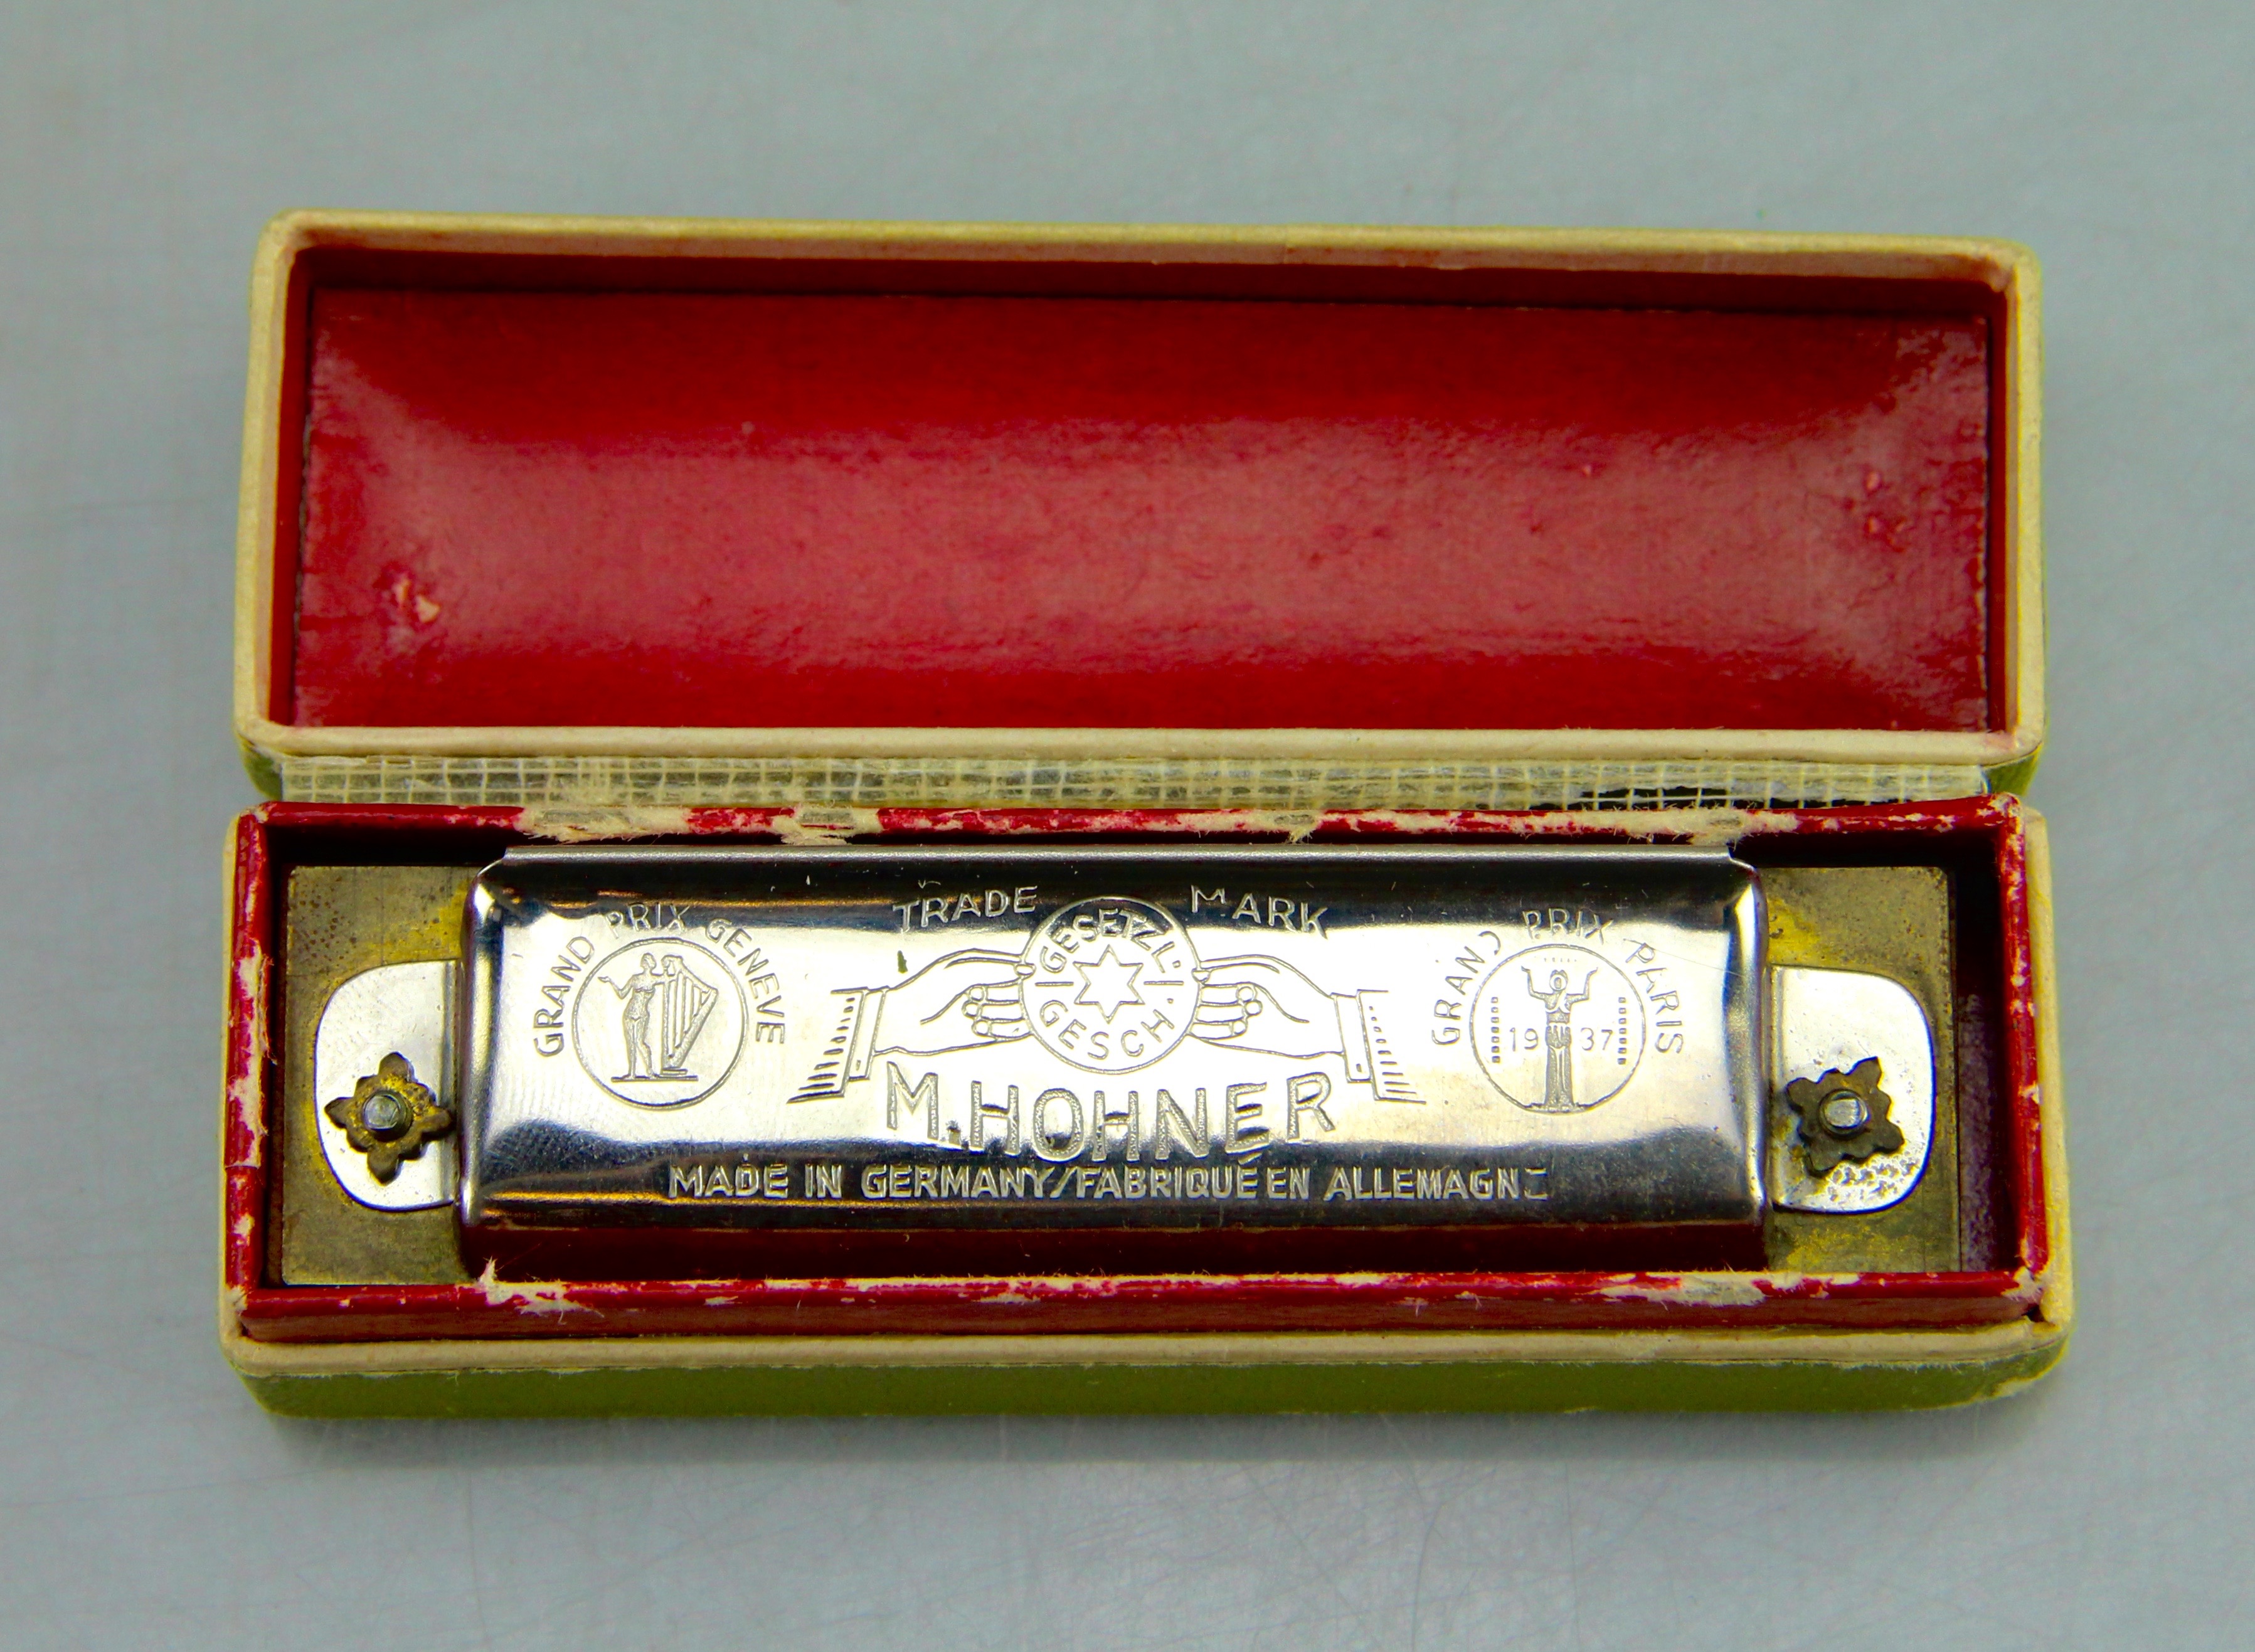 TRADE MARK
GRAND PRIX GENEVE
GESETZL.
GESCH.
GRAND PRIX PARIS
1937
M.HOHNER
MADE IN GERMANY/FABRIQUÉ EN ALLEMAGNE